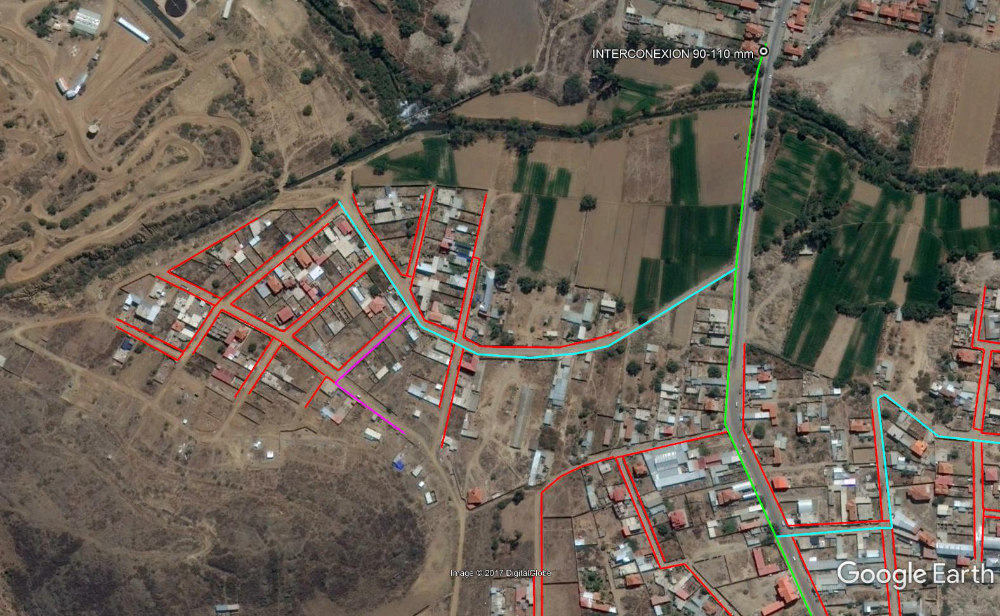 INTERCONEXION 90-110 mm
Image © 2017 DigitalGlobe
Google Earth